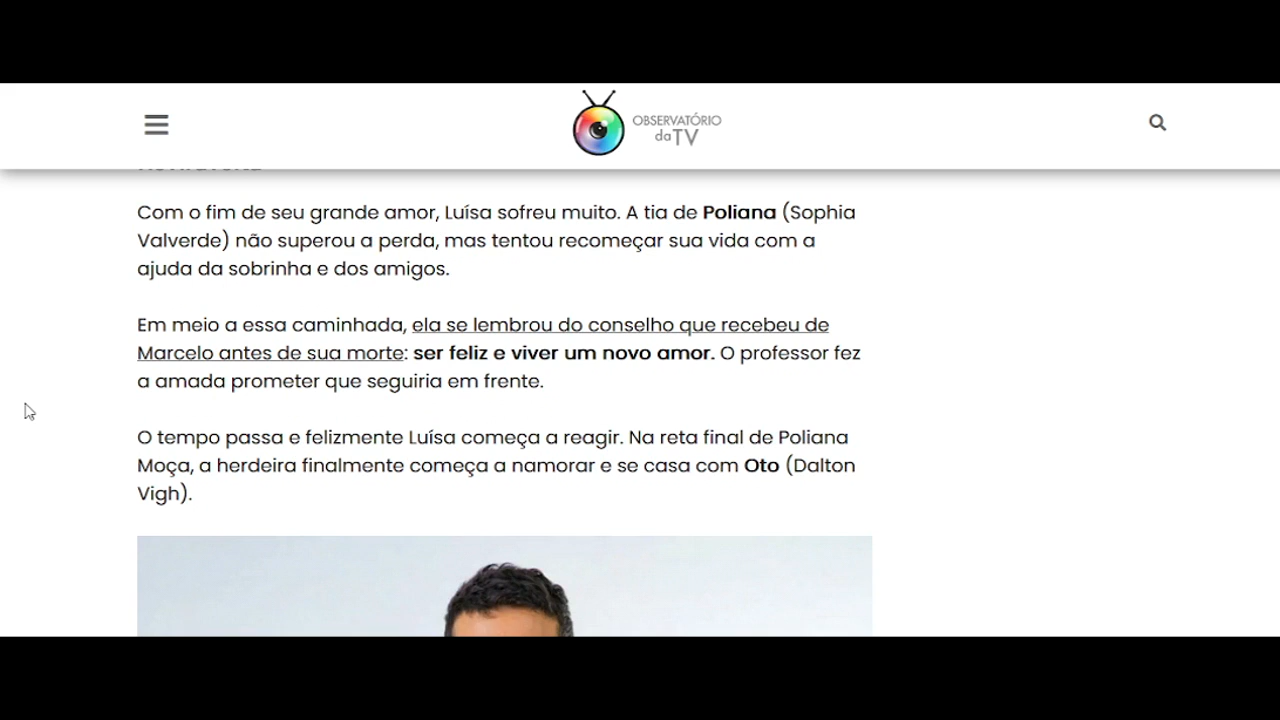 OBSERVATÓRIO
da TV
Com o fim de seu grande amor, Luísa sofreu muito. A tia de Poliana (Sophia
Valverde) não superou a perda, mas tentou recomeçar sua vida com a
ajuda da sobrinha e dos amigos.
Em meio a essa caminhada, ela se lembrou do conselho que recebeu de
Marcelo antes de sua morte: ser feliz e viver um novo amor. O professor fez
a amada prometer que seguiria em frente.
O tempo passa e felizmente Luísa começa a reagir. Na reta final de Poliana
Moça, a herdeira finalmente começa a namorar e se casa com Oto (Dalton
Vigh).